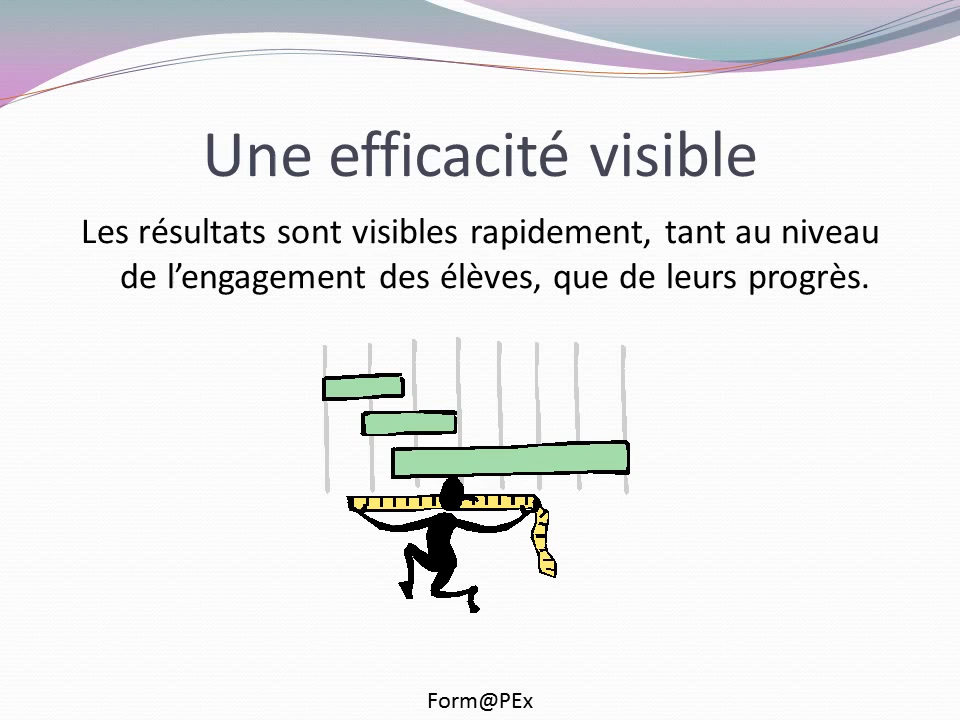 Une efficacité visible
Les résultats sont visibles rapidement, tant au niveau
de l’engagement des élèves, que de leurs progrès.
Form@PEx